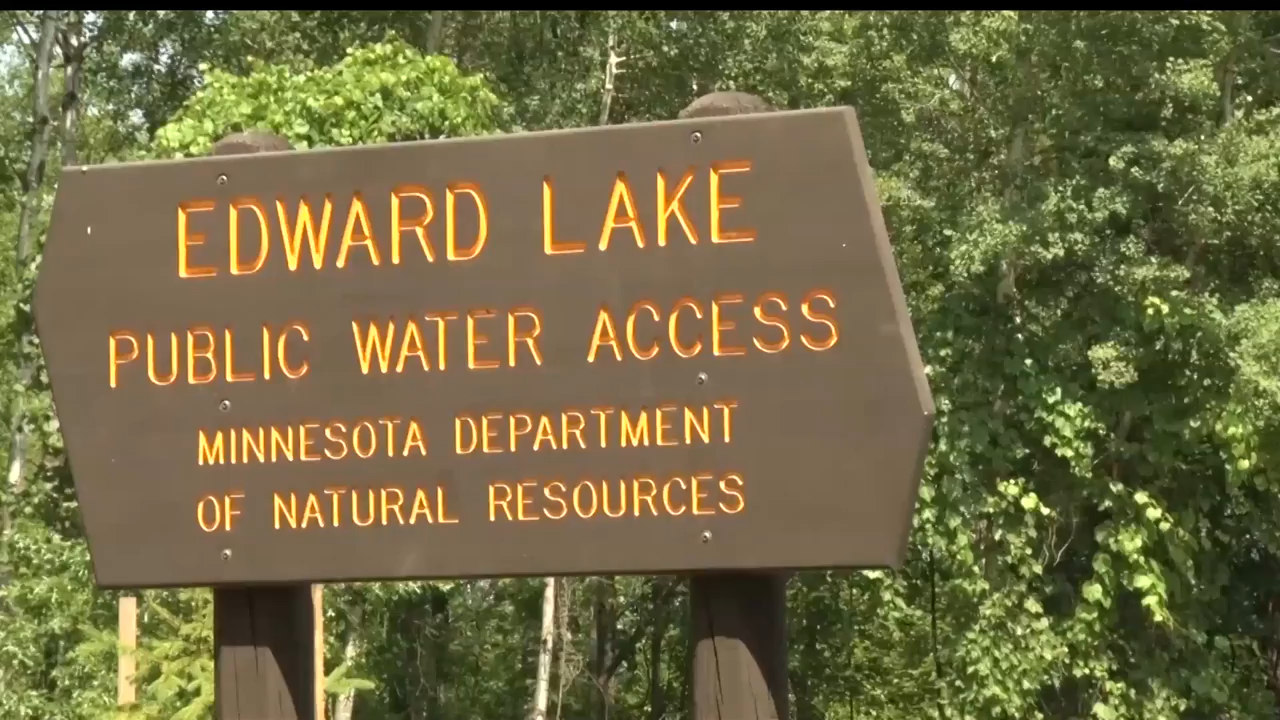 EDWARD LAKE
PUBLIC WATER ACCESS
MINNESOTA DEPARTMENT
OF NATURAL RESOURCES